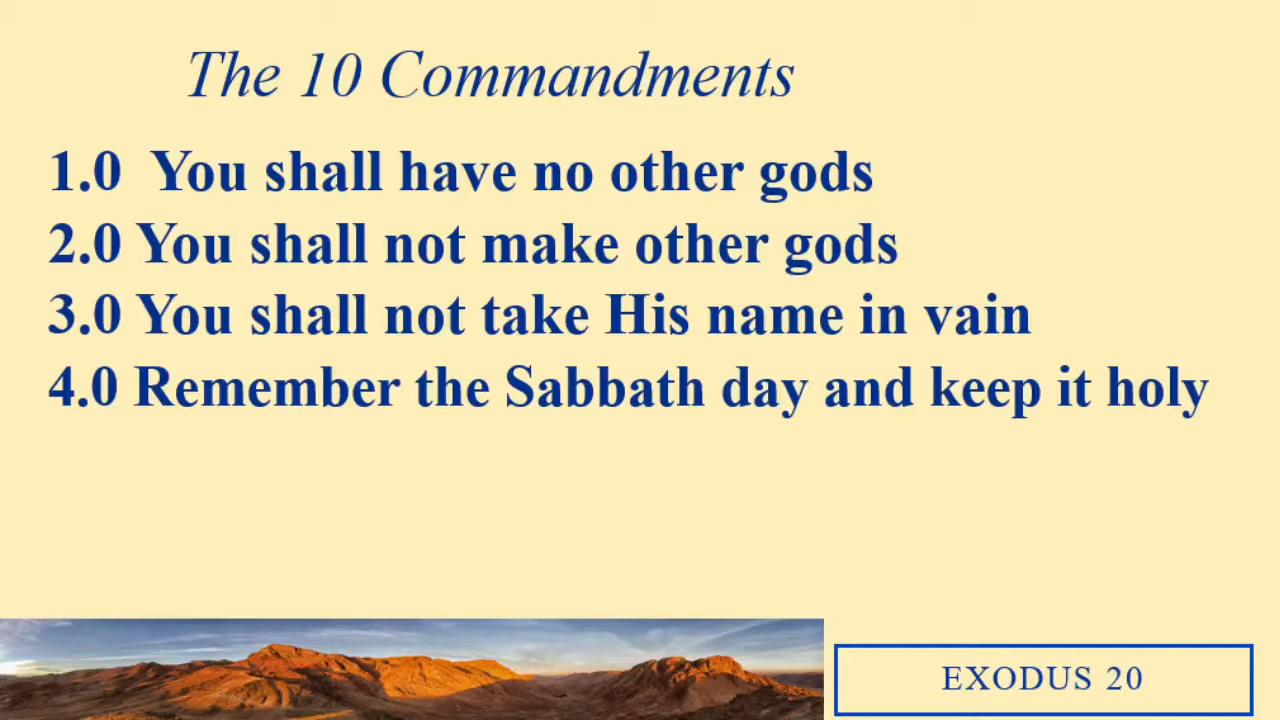 The 10 Commandments
1.0 You shall have no other gods
2.0 You shall not make other gods
3.0 You shall not take His name in vain
4.0 Remember the Sabbath day and keep it holy
EXODUS 20